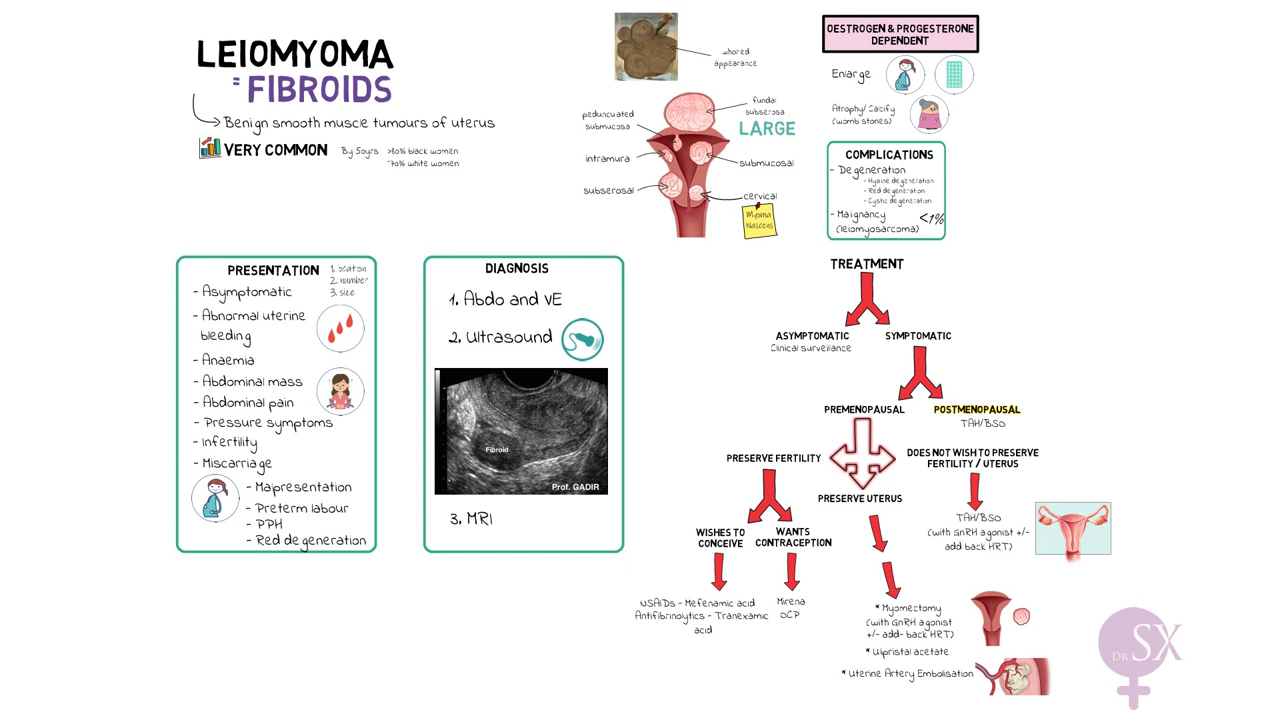 LEIOMYOMA
= FIBROIDS
Benign smooth muscle tumours of uterus
VERY COMMON
By 50yrs >80% black women
~70% white women
whored
appearance
fundal
subserosa
LARGE
pedunculated
submucosa
intramura
submucosal
subserosal
cervical
Myoma
Nascens
OESTROGEN & PROGESTERONE
DEPENDENT
Enlarge
Atrophy/ Calcify
(womb stones)
COMPLICATIONS
- Degeneration
- Hyaine degeneration
- Red degeneration
- Cystic degeneration
- Malignancy <1%
(leiomyosarcoma)
PRESENTATION
1. location
2. number
3. size
- Asymptomatic
- Abnormal uterine
bleeding
- Anaemia
- Abdominal mass
- Abdominal pain
- Pressure symptoms
- Infertility
- Miscarriage
- Malpresentation
- Preterm labour
- PPH
- Red degeneration
DIAGNOSIS
1. Abdo and VE
2. Ultrasound
Fibroid
Prof. GADIR
3. MRI
TREATMENT
ASYMPTOMATIC
Clinical surveillance
SYMPTOMATIC
PREMENOPAUSAL
POSTMENOPAUSAL
TAH/BSO
PRESERVE FERTILITY
DOES NOT WISH TO PRESERVE
FERTILITY / UTERUS
PRESERVE UTERUS
WISHES TO
CONCEIVE
WANTS
CONTRACEPTION
TAH/BSO
(with GnRH agonist +/-
add back HRT)
NSAIDs - Mefenamic acid
Antifibrinolytics - Tranexamic
acid
Mirena
OCP
* Myomectomy
(with GnRH agonist
+/- add- back HRT)
* Ulpristal acetate
* Uterine Artery Embolisation
DR SX